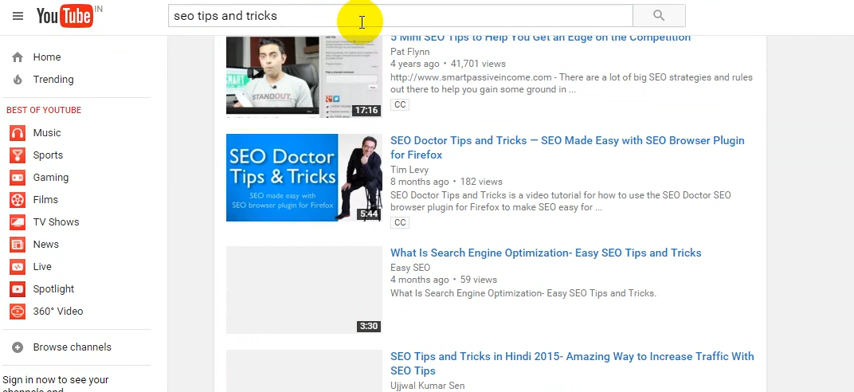 YouTube IN
seo tips and tricks
Home
Trending
BEST OF YOUTUBE
Music
Sports
Gaming
Films
TV Shows
News
Live
Spotlight
360° Video
Browse channels
Sign in now to see your
channels and
5 Mini SEO Tips to Help You Get an Edge on the Competition
Pat Flynn
4 years ago • 41,701 views
http://www.smartpassiveincome.com - There are a lot of big SEO strategies and rules
out there to help you gain some ground in ...
CC
STANDOUT
17:16
SEO Doctor Tips and Tricks — SEO Made Easy with SEO Browser Plugin
for Firefox
Tim Levy
8 months ago • 182 views
SEO Doctor Tips and Tricks is a video tutorial for how to use the SEO Doctor SEO
browser plugin for Firefox to make SEO easy for ...
CC
SEO Doctor
Tips & Tricks
SEO made easy with
SEO browser plugin for Firefox
5:44
What Is Search Engine Optimization- Easy SEO Tips and Tricks
Easy SEO
4 months ago • 59 views
What Is Search Engine Optimization- Easy SEO Tips and Tricks.
3:30
SEO Tips and Tricks in Hindi 2015- Amazing Way to Increase Traffic With
SEO Tips
Ujjwal Kumar Sen